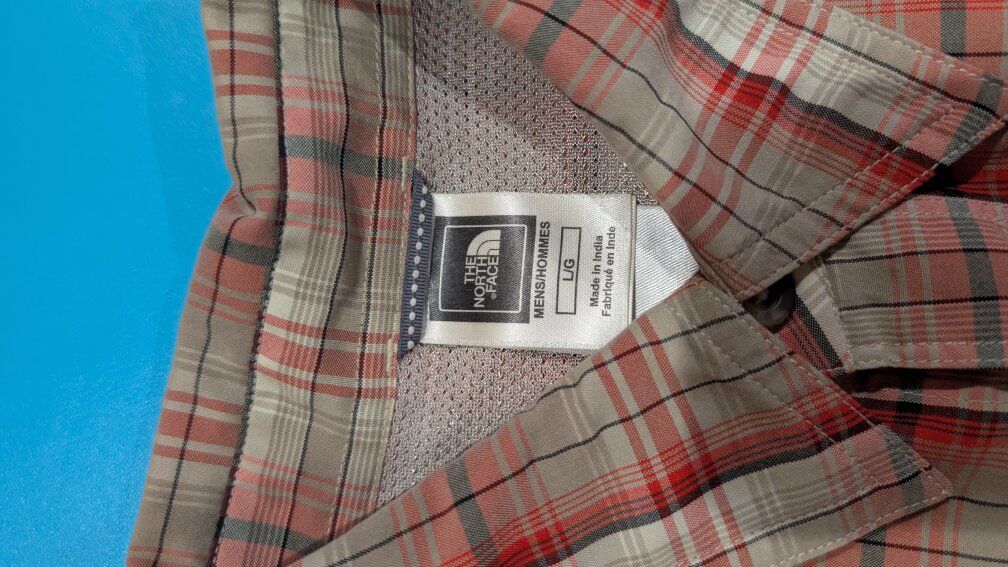 THE
NORTH
FACE
MENS/HOMMES
L/G
Made in India
Fabriqué en Inde